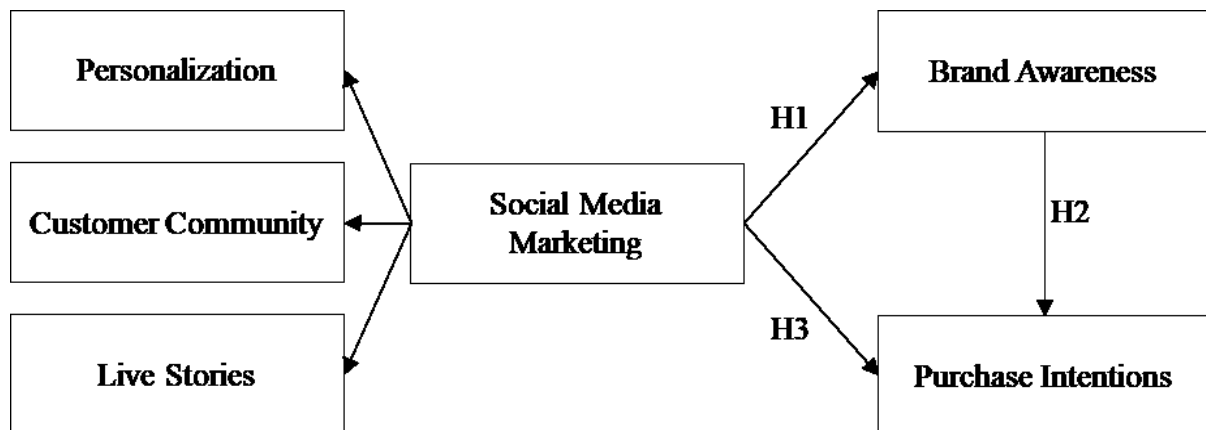 Personalization
Customer Community
Live Stories
Social Media
Marketing
H1
H3
Brand Awareness
H2
Purchase Intentions